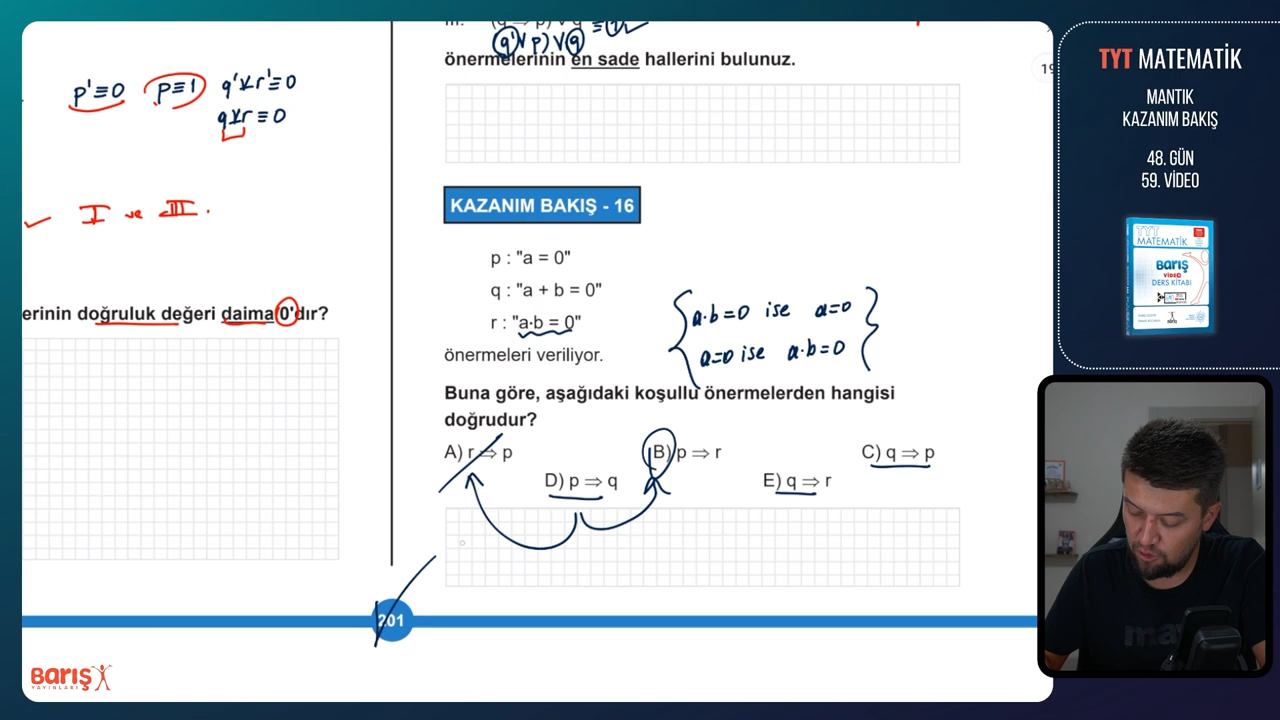 p'≡0 p≡1 q'⊻r'≡0
q⊻r≡0
I ve III.
erinin doğruluk değeri daima 0'dır?
(q'∨p)∨q
önermelerinin en sade hallerini bulunuz.
19
KAZANIM BAKIŞ - 16
p : "a = 0"
q : "a + b = 0"
r : "a·b = 0"
önermeleri veriliyor.
a·b=0 ise a=0
a=0 ise a·b=0
Buna göre, aşağıdaki koşullu önermelerden hangisi
doğrudur?
A) r ⇒ p B) p ⇒ r C) q ⇒ p
D) p ⇒ q E) q ⇒ r
201
BARIŞ
YAYINLARI
TYT MATEMATİK
MANTIK
KAZANIM BAKIŞ
48. GÜN
59. VİDEO
TYT
MATEMATİK
BARIŞ
VİDEO
DERS KİTABI